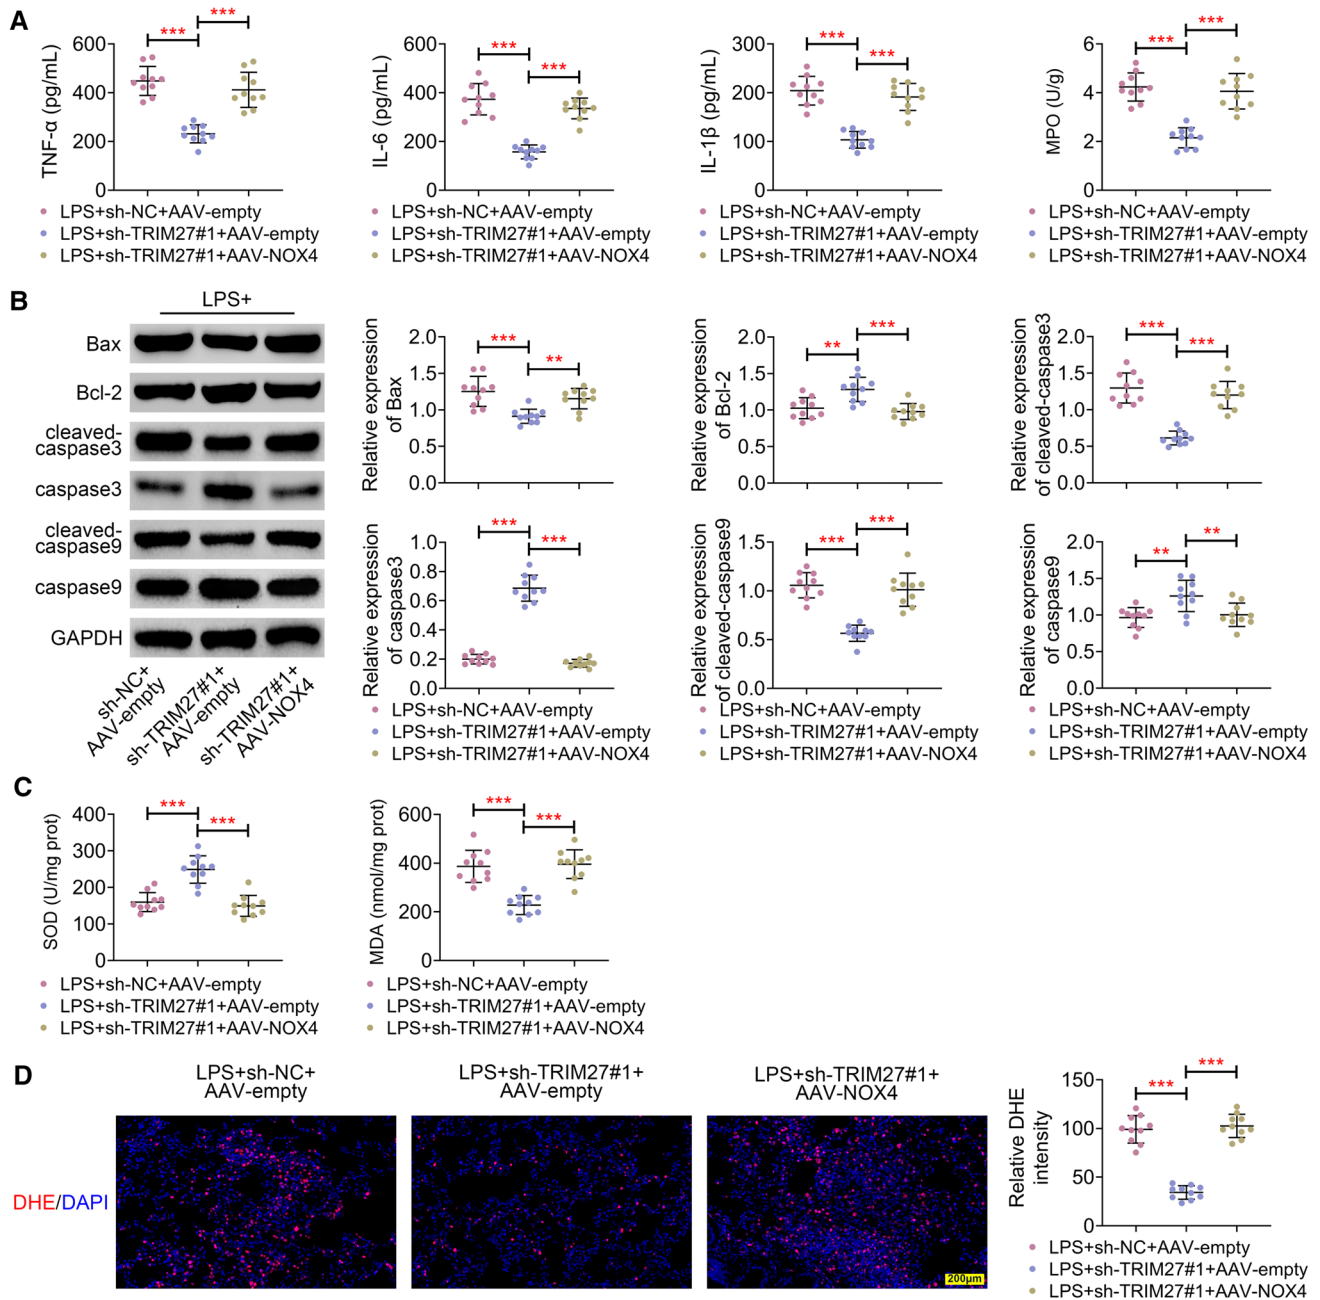 A
TNF-α (pg/mL)
600
400
200
0
***
***
LPS+sh-NC+AAV-empty
LPS+sh-TRIM27#1+AAV-empty
LPS+sh-TRIM27#1+AAV-NOX4
IL-6 (pg/mL)
600
400
200
0
***
***
LPS+sh-NC+AAV-empty
LPS+sh-TRIM27#1+AAV-empty
LPS+sh-TRIM27#1+AAV-NOX4
IL-1β (pg/mL)
300
200
100
0
***
***
LPS+sh-NC+AAV-empty
LPS+sh-TRIM27#1+AAV-empty
LPS+sh-TRIM27#1+AAV-NOX4
MPO (U/g)
6
4
2
0
***
***
LPS+sh-NC+AAV-empty
LPS+sh-TRIM27#1+AAV-empty
LPS+sh-TRIM27#1+AAV-NOX4
B
LPS+
Bax
Bcl-2
cleaved-
caspase3
caspase3
cleaved-
caspase9
caspase9
GAPDH
sh-NC+
AAV-empty
sh-TRIM27#1+
AAV-empty
sh-TRIM27#1+
AAV-NOX4
Relative expression
of Bax
2.0
1.5
1.0
0.5
0.0
***
**
Relative expression
of Bcl-2
2.0
1.5
1.0
0.5
0.0
**
***
Relative expression
of cleaved-caspase3
2.0
1.5
1.0
0.5
0.0
***
***
Relative expression
of caspase3
1.0
0.8
0.6
0.4
0.2
0.0
***
***
LPS+sh-NC+AAV-empty
LPS+sh-TRIM27#1+AAV-empty
LPS+sh-TRIM27#1+AAV-NOX4
Relative expression
of cleaved-caspase9
1.5
1.0
0.5
0.0
***
***
LPS+sh-NC+AAV-empty
LPS+sh-TRIM27#1+AAV-empty
LPS+sh-TRIM27#1+AAV-NOX4
Relative expression
of caspase9
2.0
1.5
1.0
0.5
0.0
**
**
LPS+sh-NC+AAV-empty
LPS+sh-TRIM27#1+AAV-empty
LPS+sh-TRIM27#1+AAV-NOX4
C
SOD (U/mg prot)
400
300
200
100
0
***
***
LPS+sh-NC+AAV-empty
LPS+sh-TRIM27#1+AAV-empty
LPS+sh-TRIM27#1+AAV-NOX4
MDA (nmol/mg prot)
600
400
200
0
***
***
LPS+sh-NC+AAV-empty
LPS+sh-TRIM27#1+AAV-empty
LPS+sh-TRIM27#1+AAV-NOX4
D
LPS+sh-NC+
AAV-empty
LPS+sh-TRIM27#1+
AAV-empty
LPS+sh-TRIM27#1+
AAV-NOX4
DHE/DAPI
200μm
Relative DHE
intensity
150
100
50
0
***
***
LPS+sh-NC+AAV-empty
LPS+sh-TRIM27#1+AAV-empty
LPS+sh-TRIM27#1+AAV-NOX4